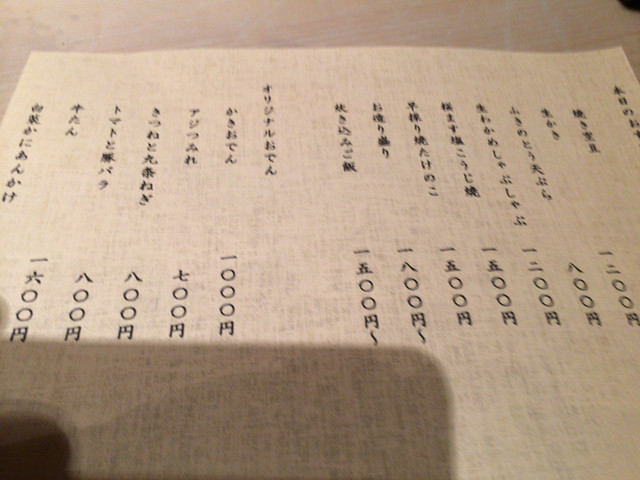 本日のおす
焼き空豆 一二〇〇円
生かき 八〇〇円
ふきのとう天ぷら 一二〇〇円
生わかめしゃぶしゃぶ 一五〇〇円
桜ます塩こうじ焼 一五〇〇円
早採り焼たけのこ 一八〇〇円〜
お造り盛り 一五〇〇円〜
炊き込みご飯
オリジナルおでん
かきおでん 一〇〇〇円
アジつみれ 七〇〇円
きつねと九条ねぎ 八〇〇円
トマトと豚バラ 八〇〇円
牛たん 一六〇〇円
白菜かにあんかけ